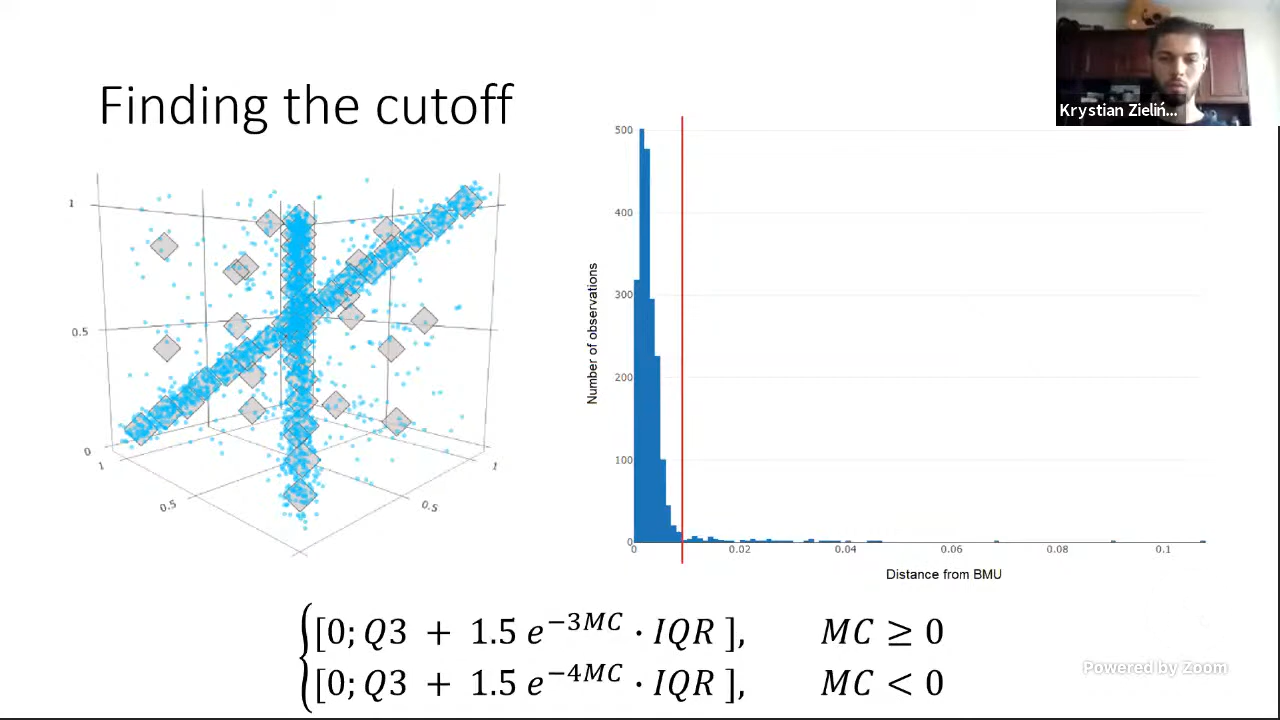 Krystian Zieliń...
Finding the cutoff
1
0.5
0
1
0.5
0.5
1
500
400
300
200
100
0
Number of observations
0
0.02
0.04
0.06
0.08
0.1
Distance from BMU
[0; Q3 + 1.5 e^{−3MC} · IQR ], MC ≥ 0
[0; Q3 + 1.5 e^{−4MC} · IQR ], MC < 0
Powered by Zoom